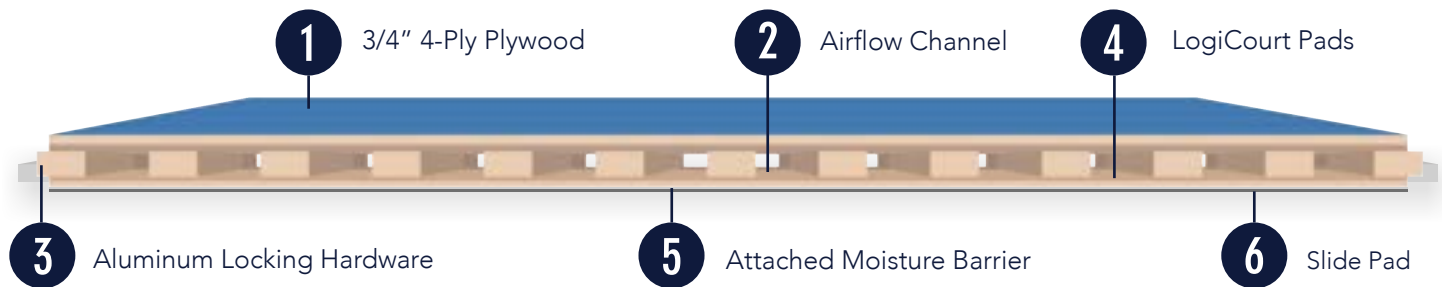 1 3/4” 4-Ply Plywood
2 Airflow Channel
4 LogiCourt Pads
3 Aluminum Locking Hardware
5 Attached Moisture Barrier
6 Slide Pad